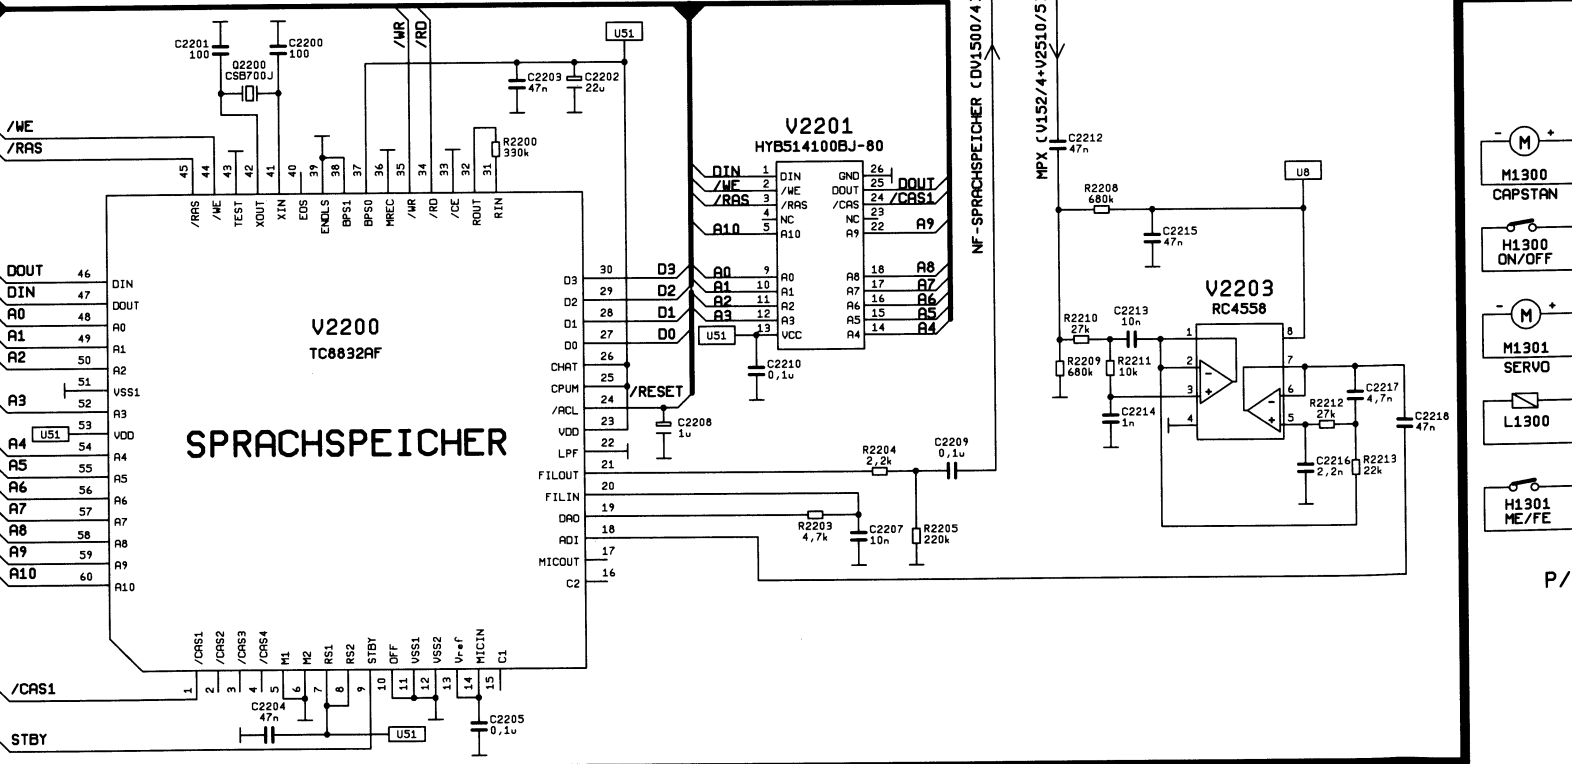 /WR
/RD
U51
NF-SPRACHSPEICHER (DV1500/4)
MPX (V152/4+V2510/5)
C2201
100
C2200
100
Q2200
CSB700J
C2203
47n
C2202
22u
/WE
/RAS
R2200
330k
45
44
43
42
41
40
39
38
37
36
35
34
33
32
31
/RAS
/WE
TEST
XOUT
XIN
EOS
ENDLS
BPS1
BPS0
MREC
/WR
/RD
/CE
ROUT
RIN
V2201
HYB514100BJ-80
DIN 1 DIN
/WE 2 /WE
/RAS 3 /RAS
4 NC
A10 5 A10
A0 9 A0
A1 10 A1
A2 11 A2
A3 12 A3
U51 13 VCC
GND 26
DOUT 25 DOUT
/CAS 24 /CAS1
NC 23
A9 22 A9
A8 18 A8
A7 17 A7
A6 16 A6
A5 15 A5
A4 14 A4
C2210
0,1u
DOUT 46 DIN
DIN 47 DOUT
A0 48 A0
A1 49 A1
A2 50 A2
51 VSS1
A3 52 A3
U51 53 VDD
A4 54 A4
A5 55 A5
A6 56 A6
A7 57 A7
A8 58 A8
A9 59 A9
A10 60 A10
V2200
TC8832AF
SPRACHSPEICHER
D3 30 D3
D2 29 D2
D1 28 D1
D0 27 D0
CHAT 26
CPUM 25
/ACL 24 /RESET
VDD 23
LPF 22
FILOUT 21
FILIN 20
DAO 19
ADI 18
MICOUT 17
C2 16
C2208
1u
R2204
2,2k
C2209
0,1u
R2203
4,7k
C2207
10n
R2205
220k
/CAS1
/CAS2
/CAS3
/CAS4
M1
M2
RS1
RS2
STBY
OFF
VSS1
VSS2
Vref
MICIN
C1
1
2
3
4
5
6
7
8
9
10
11
12
13
14
15
/CAS1
STBY
C2204
47n
U51
C2205
0,1u
C2212
47n
U8
R2208
680k
C2215
47n
V2203
RC4558
R2210
27k
C2213
10n
R2209
680k
R2211
10k
C2214
1n
1
2
3
4
8
7
6
5
-
+
-
+
C2217
4,7n
R2212
27k
C2218
47n
C2216
2,2n
R2213
22k
- M +
M1300
CAPSTAN
H1300
ON/OFF
- M +
M1301
SERVO
L1300
H1301
ME/FE
P/